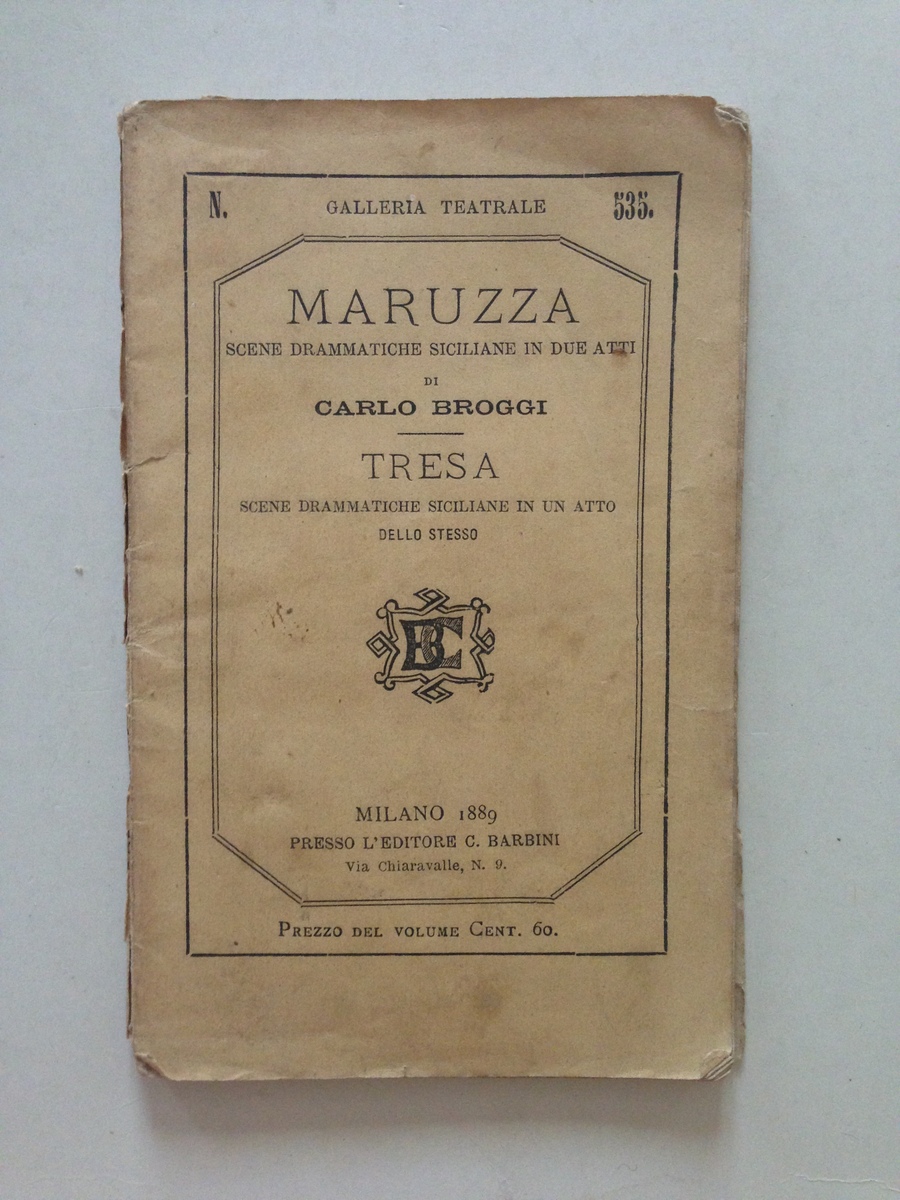 N. GALLERIA TEATRALE 535.
MARUZZA
SCENE DRAMMATICHE SICILIANE IN DUE ATTI
DI
CARLO BROGGI
TRESA
SCENE DRAMMATICHE SICILIANE IN UN ATTO
DELLO STESSO
BC
MILANO 1889
PRESSO L'EDITORE C. BARBINI
Via Chiaravalle, N. 9.
PREZZO DEL VOLUME CENT. 60.